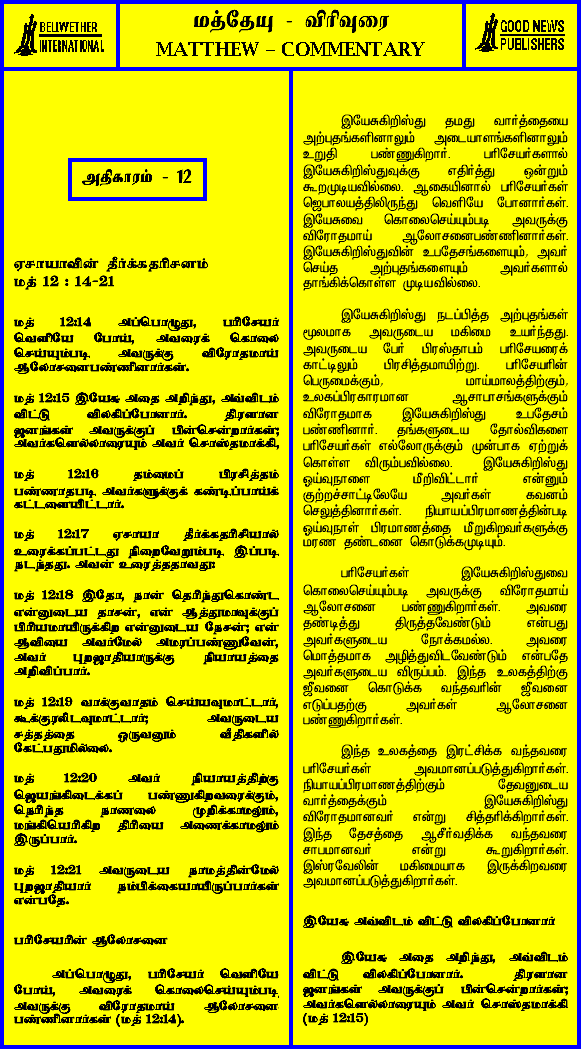 BELIWETHER
INTERNATIONAL
மத்தேயு - விரிவுரை
MATTHEW – COMMENTARY
GOOD NEWS
PUBLISHERS
அதிகாரம் - 12
ஏசாயாவின் தீர்க்கதரிசனம்
மத் 12 : 14-21
மத் 12:14 அப்பொழுது, பரிசேயர்
வெளியே போய், அவரைக் கொலை
செய்யும்படி அவருக்கு விரோதமாய்
ஆலோசனைபண்ணினார்கள்.
மத் 12:15 இயேசு அதை அறிந்து, அவ்விடம்
விட்டு விலகிப்போனார். திரளான
ஜனங்கள் அவருக்குப் பின்சென்றார்கள்;
அவர்களெல்லாரையும் அவர் சொஸ்தமாக்கி,
மத் 12:16 தம்மைப் பிரசித்தம்
பண்ணாதபடி அவர்களுக்குக் கண்டிப்பாய்க்
கட்டளையிட்டார்.
மத் 12:17 ஏசாயா தீர்க்கதரிசியால்
உரைக்கப்பட்டது நிறைவேறும்படி இப்படி
நடந்தது. அவன் உரைத்ததாவது:
மத் 12:18 இதோ, நான் தெரிந்துகொண்ட
என்னுடைய தாசன், என் ஆத்துமாவுக்குப்
பிரியமாயிருக்கிற என்னுடைய நேசன்; என்
ஆவியை அவர்மேல் அமரப்பண்ணுவேன்,
அவர் புறஜாதியாருக்கு நியாயத்தை
அறிவிப்பார்.
மத் 12:19 வாக்குவாதம் செய்யவுமாட்டார்,
கூக்குரலிடவுமாட்டார்; அவருடைய
சத்தத்தை ஒருவனும் வீதிகளில்
கேட்பதுமில்லை.
மத் 12:20 அவர் நியாயத்திற்கு
ஜெயங்கிடைக்கப் பண்ணுகிறவரைக்கும்,
நெரிந்த நாணலை முறிக்காமலும்,
மங்கியெரிகிற திரியை அணைக்காமலும்
இருப்பார்.
மத் 12:21 அவருடைய நாமத்தின்மேல்
புறஜாதியார் நம்பிக்கையாயிருப்பார்கள்
என்பதே.
பரிசேயரின் ஆலோசனை
அப்பொழுது, பரிசேயர் வெளியே
போய், அவரைக் கொலைசெய்யும்படி,
அவருக்கு விரோதமாய் ஆலோசனை
பண்ணினார்கள் (மத் 12:14).
இயேசுகிறிஸ்து தமது வார்த்தையை
அற்புதங்களினாலும் அடையாளங்களினாலும்
உறுதி பண்ணுகிறார். பரிசேயர்களால்
இயேசுகிறிஸ்துவுக்கு எதிர்த்து ஒன்றும்
கூறமுடியவில்லை. ஆகையினால் பரிசேயர்கள்
ஜெபாலயத்திலிருந்து வெளியே போனார்கள்.
இயேசுவை கொலைசெய்யும்படி அவருக்கு
விரோதமாய் ஆலோசனைபண்ணினார்கள்.
இயேசுகிறிஸ்துவின் உபதேசங்களையும், அவர்
செய்த அற்புதங்களையும் அவர்களால்
தாங்கிக்கொள்ள முடியவில்லை.
இயேசுகிறிஸ்து நடப்பித்த அற்புதங்கள்
மூலமாக அவருடைய மகிமை உயர்ந்தது.
அவருடைய பேர் பிரஸ்தாபம் பரிசேயரைக்
காட்டிலும் பிரசித்தமாயிற்று. பரிசேயரின்
பெருமைக்கும், மாய்மாலத்திற்கும்,
உலகப்பிரகாரமான ஆசாபாசங்களுக்கும்
விரோதமாக இயேசுகிறிஸ்து உபதேசம்
பண்ணினார். தங்களுடைய தோல்விகளை
பரிசேயர்கள் எல்லோருக்கும் முன்பாக ஏற்றுக்
கொள்ள விரும்பவில்லை. இயேசுகிறிஸ்து
ஓய்வுநாளை மீறிவிட்டார் என்னும்
குற்றச்சாட்டிலேயே அவர்கள் கவனம்
செலுத்தினார்கள். நியாயப்பிரமாணத்தின்படி
ஓய்வுநாள் பிரமாணத்தை மீறுகிறவர்களுக்கு
மரண தண்டனை கொடுக்கமுடியும்.
பரிசேயர்கள் இயேசுகிறிஸ்துவை
கொலைசெய்யும்படி அவருக்கு விரோதமாய்
ஆலோசனை பண்ணுகிறார்கள். அவரை
தண்டித்து திருத்தவேண்டும் என்பது
அவர்களுடைய நோக்கமல்ல. அவரை
மொத்தமாக அழித்துவிடவேண்டும் என்பதே
அவர்களுடைய விருப்பம். இந்த உலகத்திற்கு
ஜீவனை கொடுக்க வந்தவரின் ஜீவனை
எடுப்பதற்கு அவர்கள் ஆலோசனை
பண்ணுகிறார்கள்.
இந்த உலகத்தை இரட்சிக்க வந்தவரை
பரிசேயர்கள் அவமானப்படுத்துகிறார்கள்.
நியாயப்பிரமாணத்திற்கும் தேவனுடைய
வார்த்தைக்கும் இயேசுகிறிஸ்து
விரோதமானவர் என்று சித்தரிக்கிறார்கள்.
இந்த தேசத்தை ஆசீர்வதிக்க வந்தவரை
சாபமானவர் என்று கூறுகிறார்கள்.
இஸ்ரவேலின் மகிமையாக இருக்கிறவரை
அவமானப்படுத்துகிறார்கள்.
இயேசு அவ்விடம் விட்டு விலகிப்போனார்
இயேசு அதை அறிந்து, அவ்விடம்
விட்டு விலகிப்போனார். திரளான
ஜனங்கள் அவருக்குப் பின்சென்றார்கள்;
அவர்களெல்லாரையும் அவர் சொஸ்தமாக்கி
(மத் 12:15)